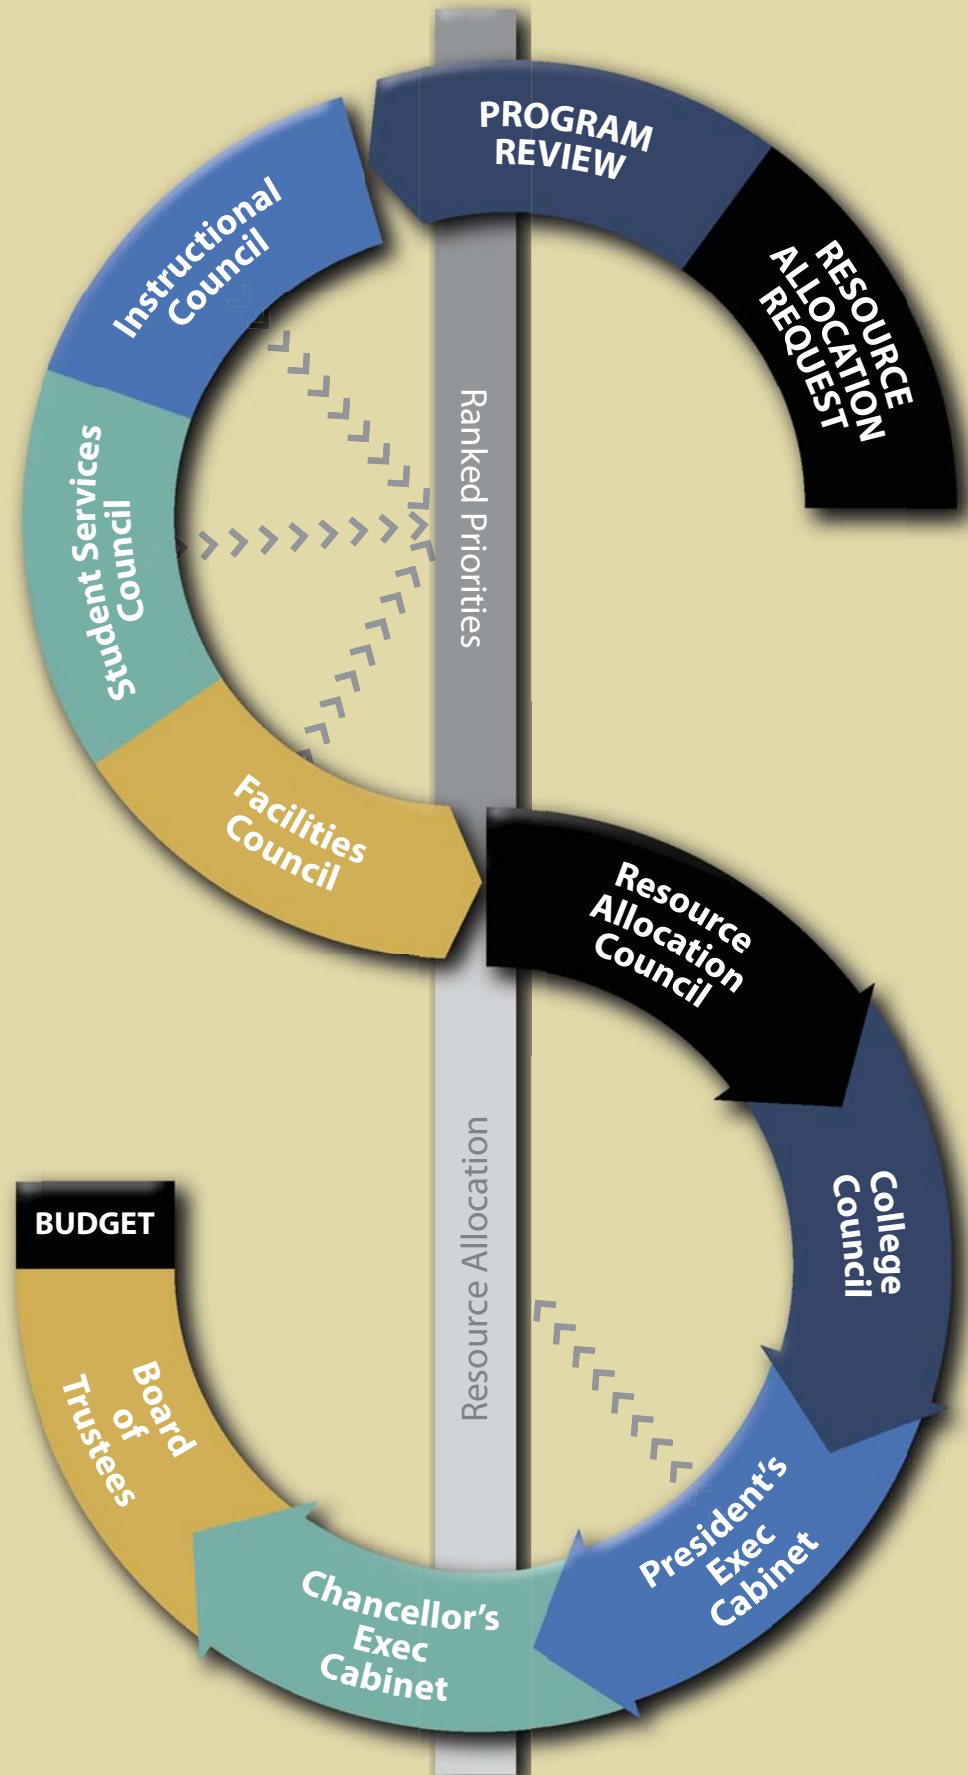 PROGRAM
REVIEW
RESOURCE
ALLOCATION
REQUEST
Instructional
Council
Student Services
Council
Facilities
Council
Ranked Priorities
Resource
Allocation
Council
College
Council
President's
Exec
Cabinet
Chancellor's
Exec
Cabinet
Board
of
Trustees
BUDGET
Resource Allocation